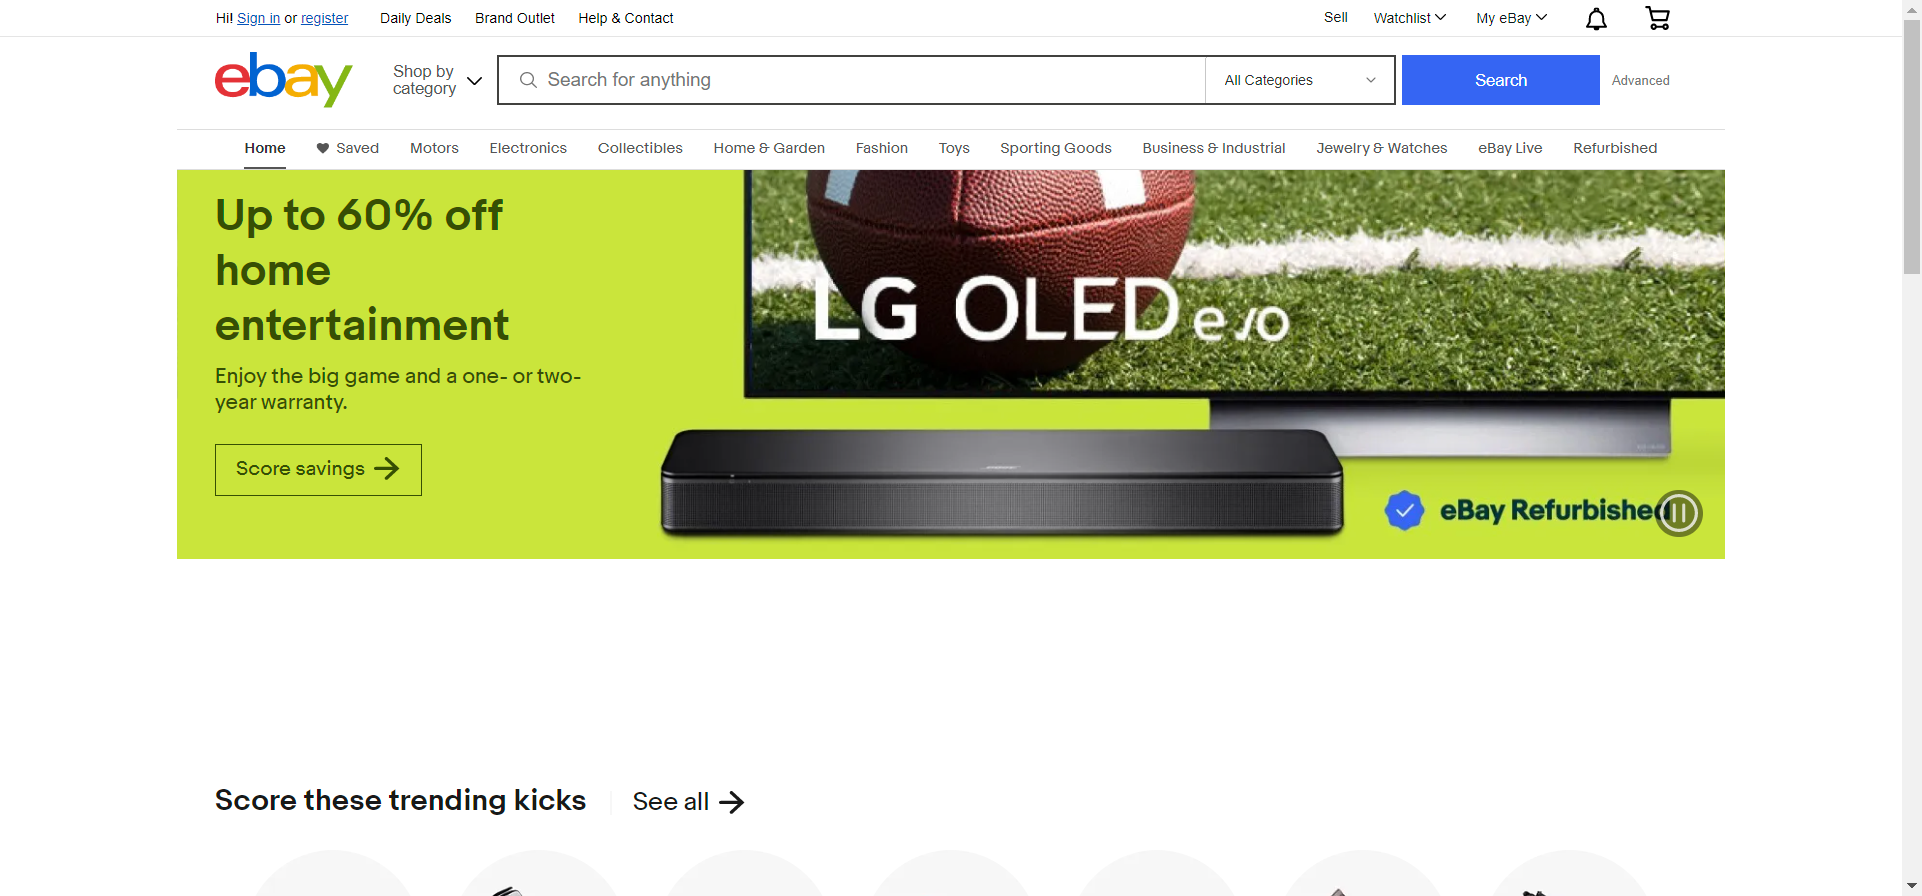 Hi! Sign in or register Daily Deals Brand Outlet Help & Contact Sell Watchlist My eBay
ebay
Shop by
category
Search for anything
All Categories
Search
Advanced
Home Saved Motors Electronics Collectibles Home & Garden Fashion Toys Sporting Goods Business & Industrial Jewelry & Watches eBay Live Refurbished
Up to 60% off
home
entertainment
Enjoy the big game and a one- or two-
year warranty.
Score savings
LG OLED evo
eBay Refurbished
Score these trending kicks See all